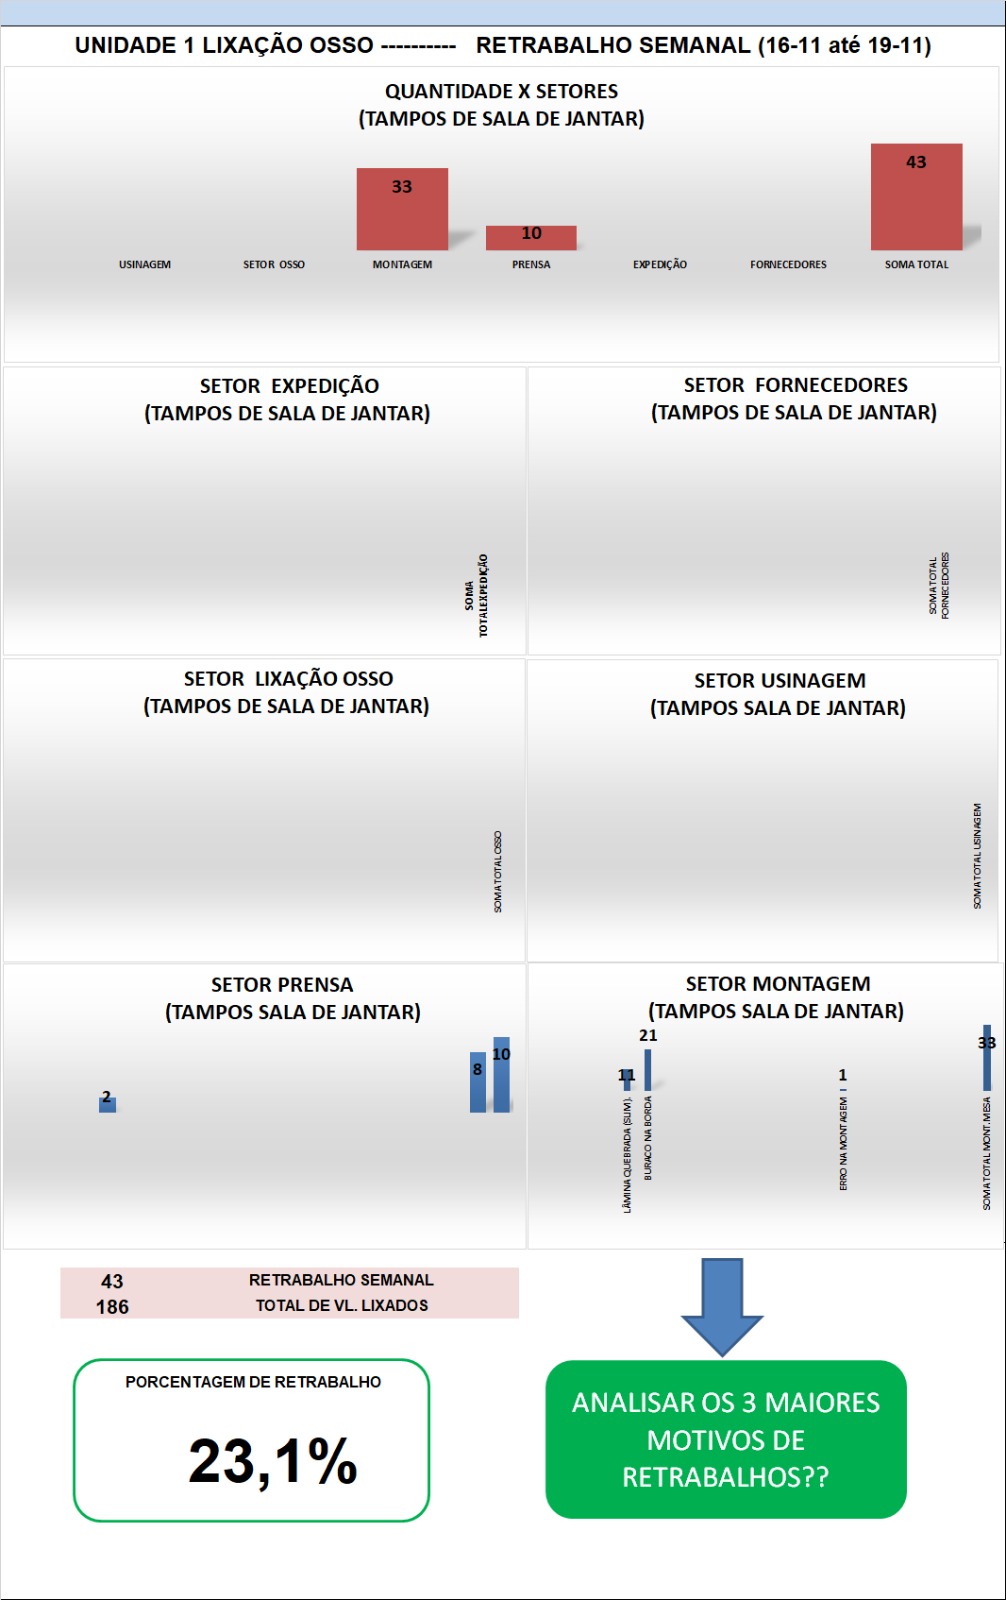 UNIDADE 1 LIXAÇÃO OSSO ---------- RETRABALHO SEMANAL (16-11 até 19-11)
QUANTIDADE X SETORES
(TAMPOS DE SALA DE JANTAR)
33
10
43
USINAGEM
SETOR OSSO
MONTAGEM
PRENSA
EXPEDIÇÃO
FORNECEDORES
SOMA TOTAL
SETOR EXPEDIÇÃO
(TAMPOS DE SALA DE JANTAR)
SOMA
TOTALEXPEDIÇÃO
SETOR FORNECEDORES
(TAMPOS DE SALA DE JANTAR)
SOMA TOTAL
FORNECEDORES
SETOR LIXAÇÃO OSSO
(TAMPOS DE SALA DE JANTAR)
SOMA TOTAL OSSO
SETOR USINAGEM
(TAMPOS SALA DE JANTAR)
SOMA TOTAL USINAGEM
SETOR PRENSA
(TAMPOS SALA DE JANTAR)
2
8
10
SETOR MONTAGEM
(TAMPOS SALA DE JANTAR)
11
21
1
33
LÂMINA QUEBRADA (SLIM).
BURACO NA BORDA
ERRO NA MONTAGEM
SOMA TOTAL MONT.MESA
43 RETRABALHO SEMANAL
186 TOTAL DE VL. LIXADOS
PORCENTAGEM DE RETRABALHO
23,1%
ANALISAR OS 3 MAIORES
MOTIVOS DE
RETRABALHOS??